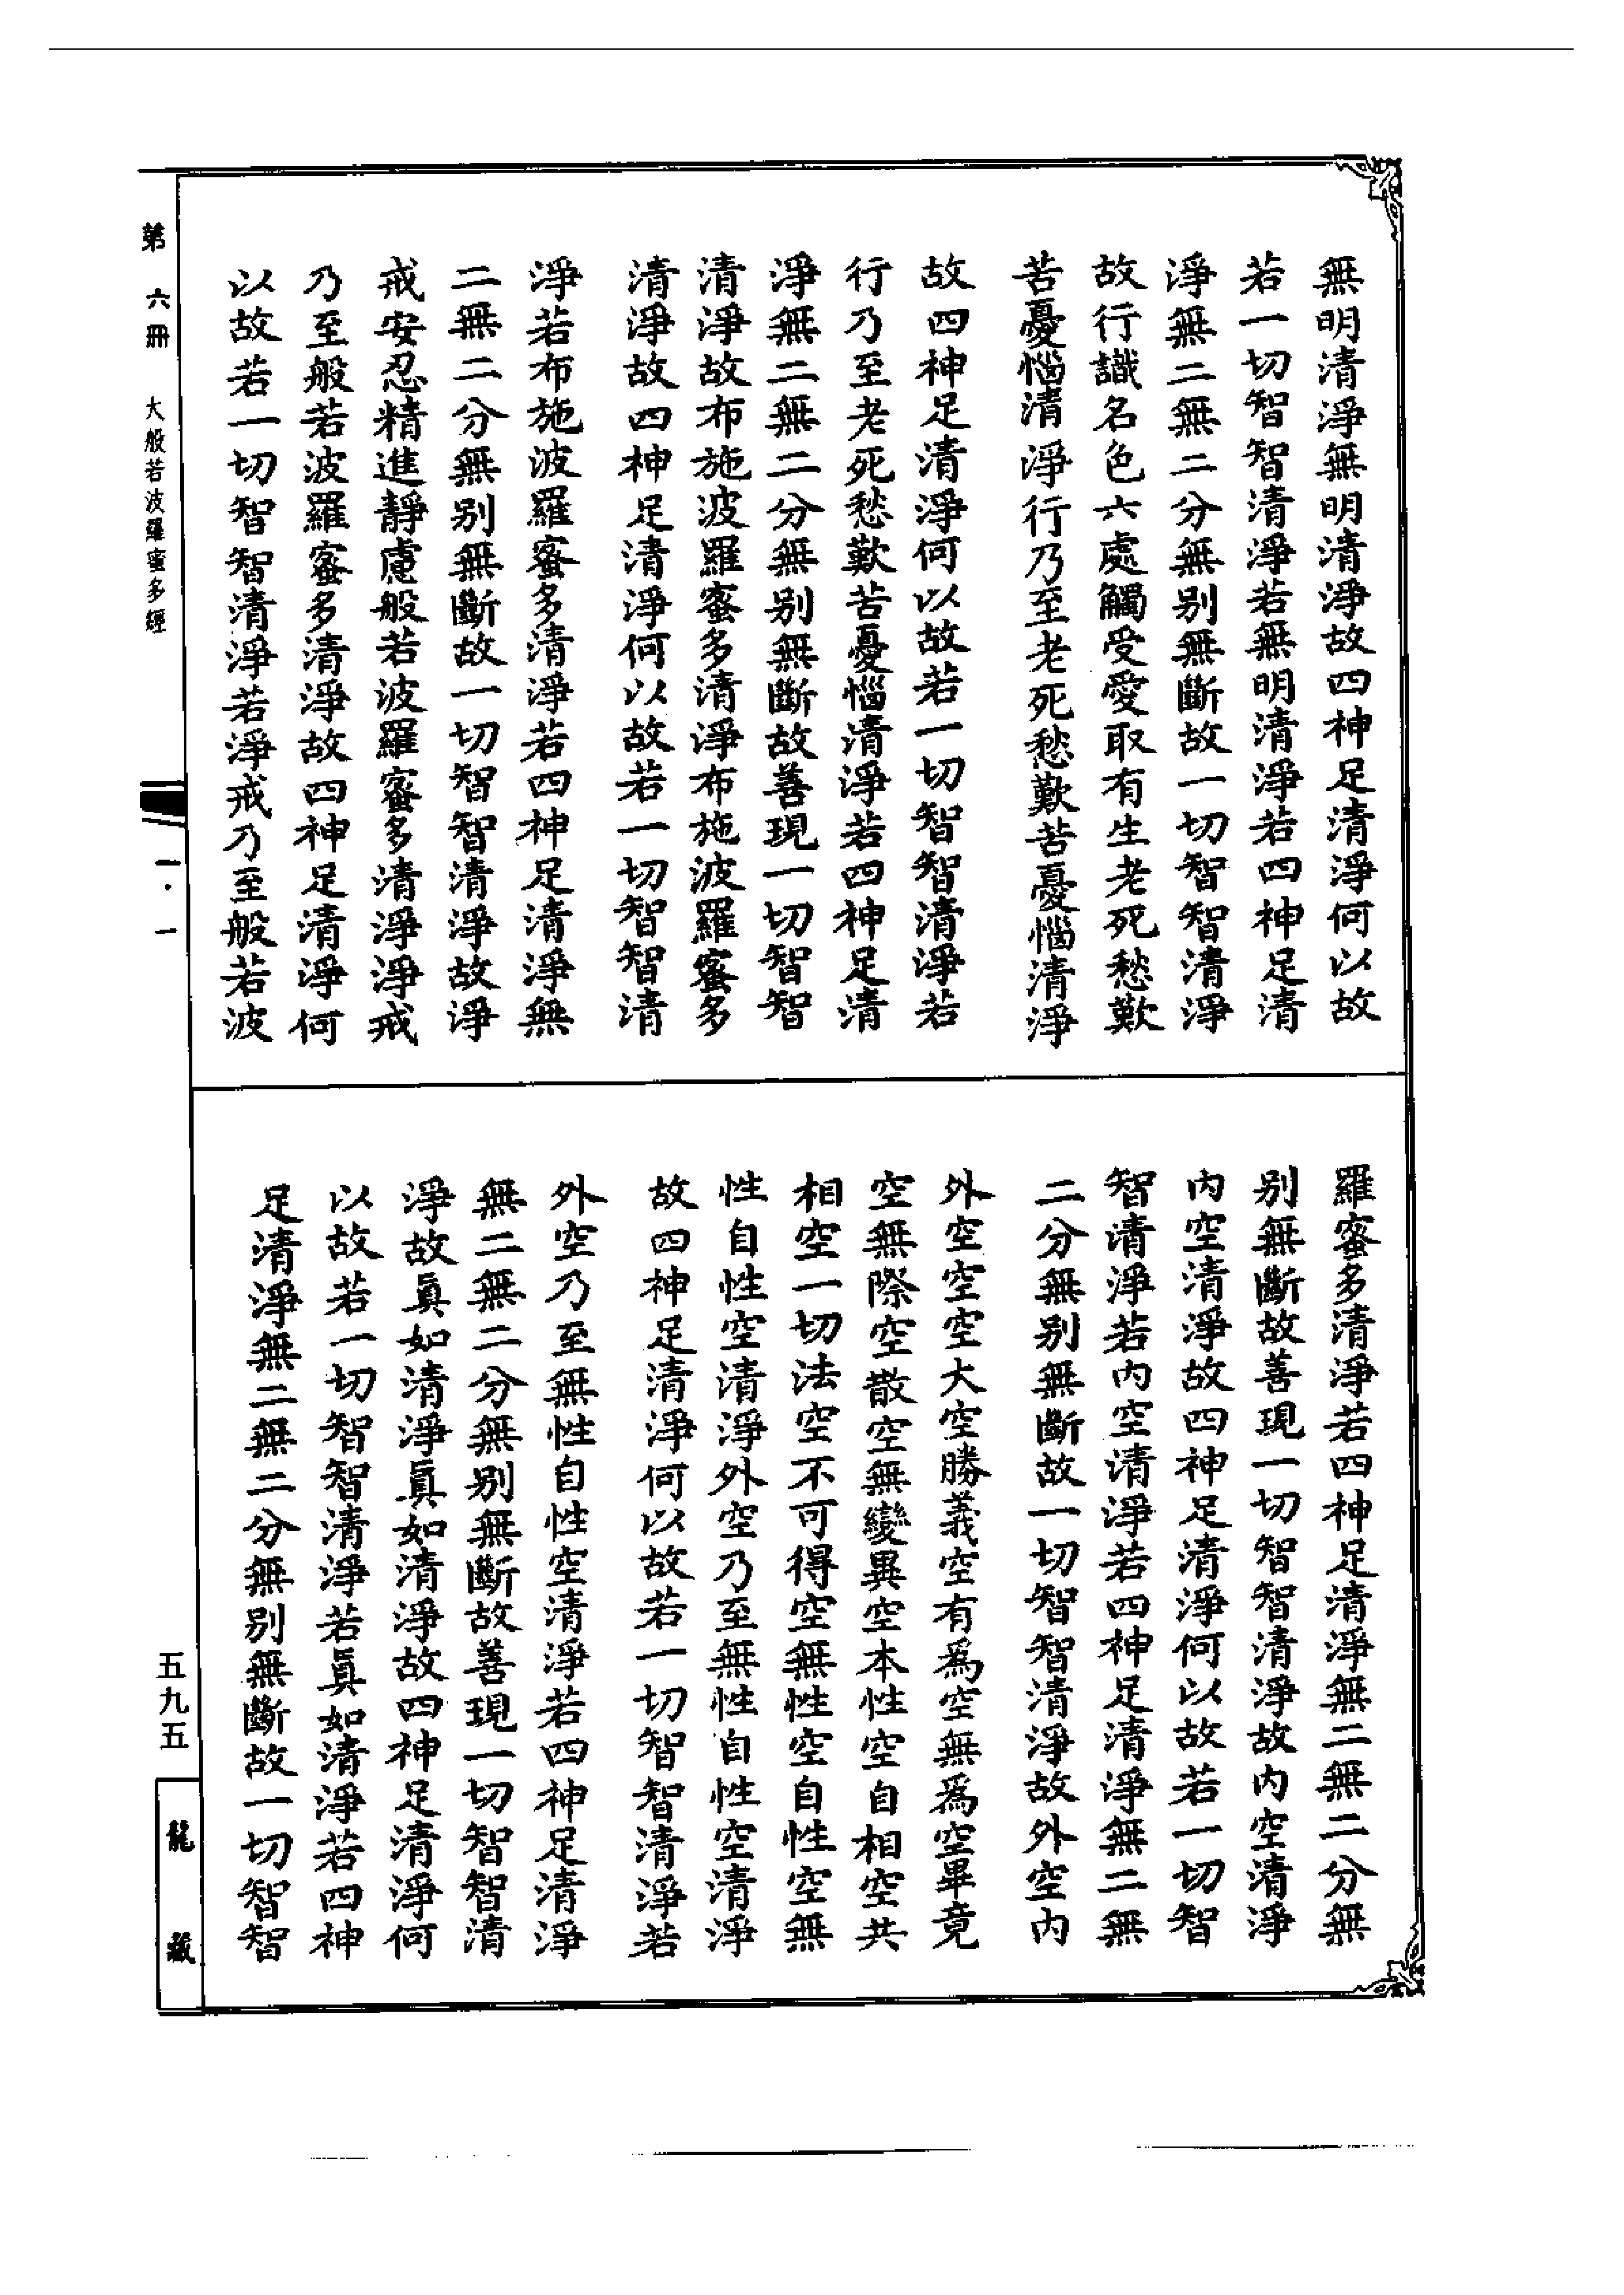 無明清淨無明清淨故四神足清淨何以故
若一切智智清淨若無明清淨若四神足清
淨無二無二分無別無斷故一切智智清淨
故行識名色六處觸受愛取有生老死愁歎
苦憂惱清淨行乃至老死愁歎苦憂惱清淨
故四神足清淨何以故若一切智智清淨若
行乃至老死愁歎苦憂惱清淨若四神足清
淨無二無二分無別無斷故善現一切智智
清淨故布施波羅蜜多清淨布施波羅蜜多
清淨故四神足清淨何以故若一切智智清
淨若布施波羅蜜多清淨若四神足清淨無
二無二分無別無斷故一切智智清淨故淨
戒安忍精進靜慮般若波羅蜜多清淨淨戒
乃至般若波羅蜜多清淨故四神足清淨何
以故若一切智智清淨若淨戒乃至般若波
羅蜜多清淨若四神足清淨無二無二分無
別無斷故善現一切智智清淨故內空清淨
內空清淨故四神足清淨何以故若一切智
智清淨若內空清淨若四神足清淨無二無
二分無別無斷故一切智智清淨故外空內
外空空空大空勝義空有為空無為空畢竟
空無際空散空無變異空本性空自相空共
相空一切法空不可得空無性空自性空無
性自性空清淨外空乃至無性自性空清淨
故四神足清淨何以故若一切智智清淨若
外空乃至無性自性空清淨若四神足清淨
無二無二分無別無斷故善現一切智智清
淨故真如清淨真如清淨故四神足清淨何
以故若一切智智清淨若真如清淨若四神
足清淨無二無二分無別無斷故一切智智
第六冊 大般若波羅蜜多經 一·一
五九五
龍藏